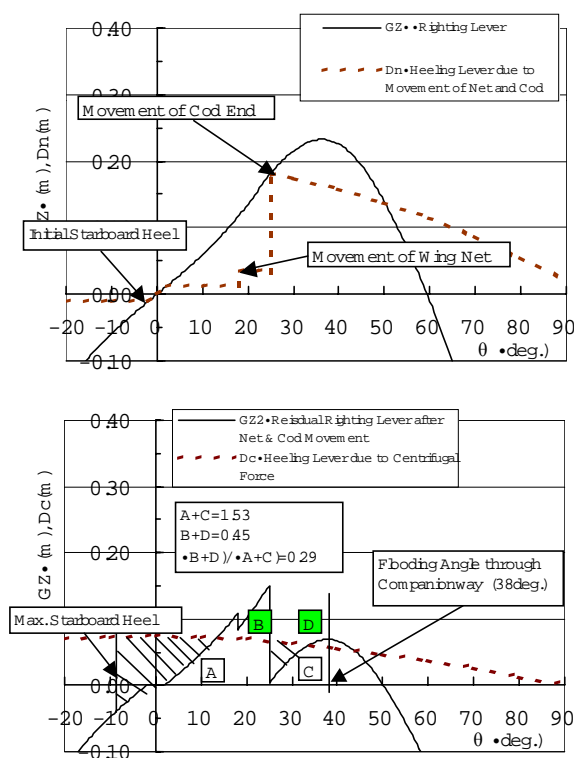 0.40
GZ••Righting Lever
Dn•Heeling Lever due to
Movement of Net and Cod
0.30
Movement of Cod End
0.20
Z• (m),Dn(m)
Initial Starboard Heel
Movement of Wing Net
0.00
-20 -10 0 10 20 30 40 50 60 70 80 90
θ •deg.)
-0.10
0.40
GZ2•Reisdual Righting Lever after
Net & Cod Movement
Dc•Heeling Lever due to Centrifugal
Force
0.30
GZ• (m),Dc(m)
A+C=1.53
B+D=0.45
•B+D)/•A+C)=0.29
0.20
Flooding Angle through
Companionway (38deg.)
Max.Starboard Heel
B D
A C
0.00
-20 -10 0 10 20 30 40 50 60 70 80 90
θ •deg.)
-0.10